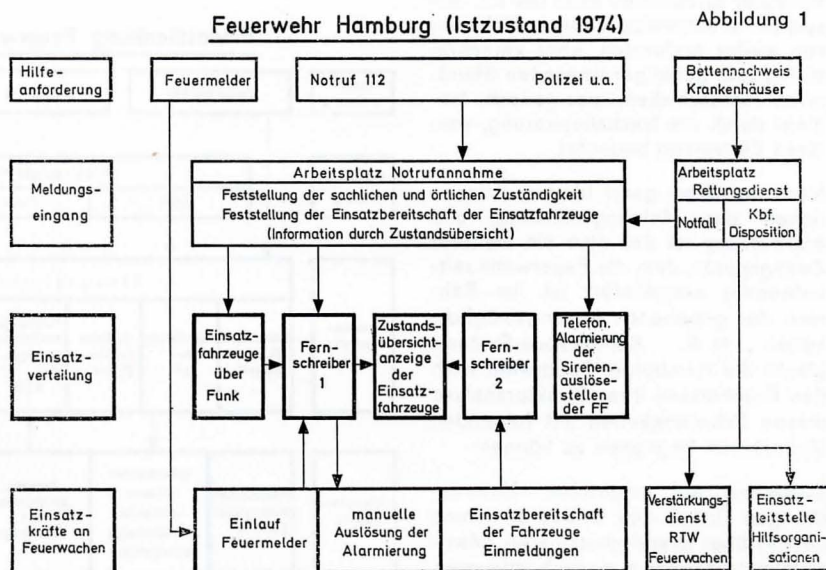 Feuerwehr Hamburg (Istzustand 1974)
Abbildung 1
Hilfe-
anforderung
Feuermelder
Notruf 112
Polizei u.a.
Bettennachweis
Krankenhäuser
Meldungs-
eingang
Arbeitsplatz Notrufannahme
Feststellung der sachlichen und örtlichen Zuständigkeit
Feststellung der Einsatzbereitschaft der Einsatzfahrzeuge
(Information durch Zustandsübersicht)
Arbeitsplatz
Rettungsdienst
Notfall
Kbf.
Disposition
Einsatz-
verteilung
Einsatz-
fahrzeuge
über
Funk
Fern-
schreiber
1
Zustands-
übersicht-
anzeige
der
Einsatz-
fahrzeuge
Fern-
schreiber
2
Telefon.
Alarmierung
der
Sirenen-
auslöse-
stellen
der FF
Einsatz-
kräfte an
Feuerwachen
Einlauf
Feuermelder
manuelle
Auslösung der
Alarmierung
Einsatzbereitschaft
der Fahrzeuge
Einmeldungen
Verstärkungs-
dienst
RTW
Feuerwachen
Einsatz-
leitstelle
Hilfsorgani-
sationen